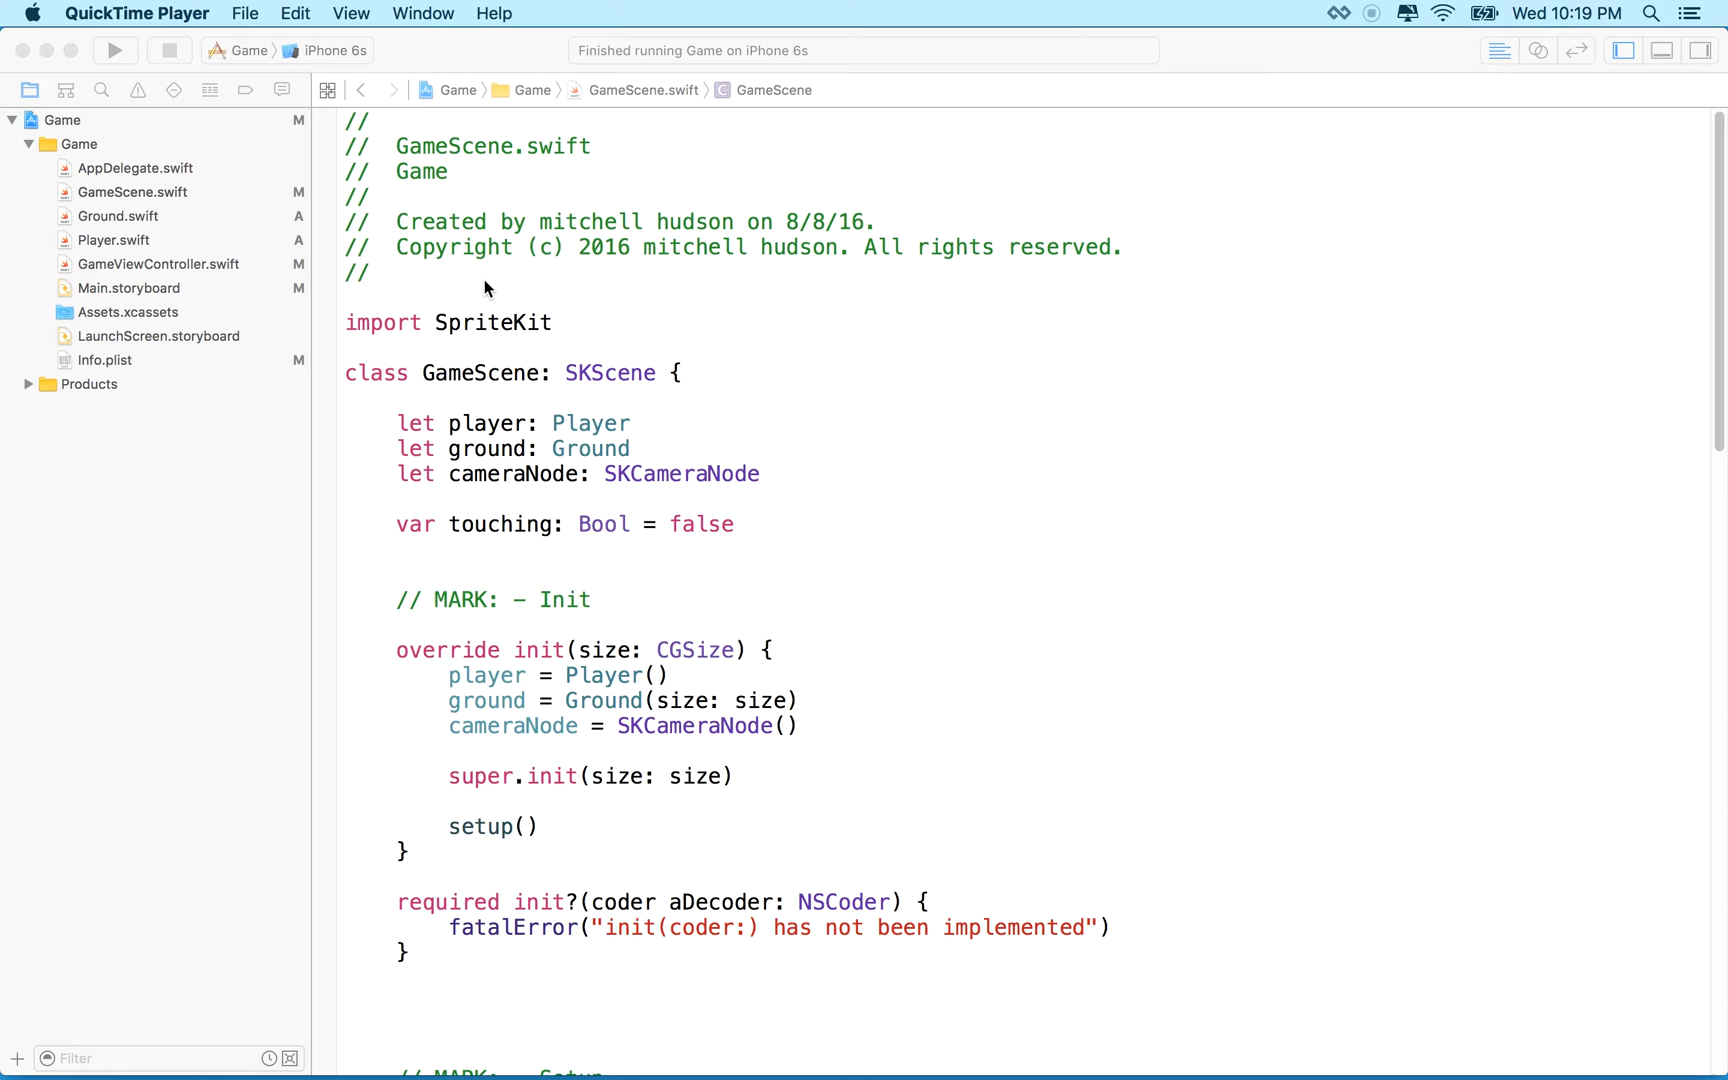 QuickTime Player File Edit View Window Help Wed 10:19 PM
Game iPhone 6s Finished running Game on iPhone 6s
Game Game GameScene.swift C GameScene
Game M
Game
AppDelegate.swift
GameScene.swift M
Ground.swift A
Player.swift A
GameViewController.swift M
Main.storyboard M
Assets.xcassets
LaunchScreen.storyboard
Info.plist M
Products
Filter
//
// GameScene.swift
// Game
//
// Created by mitchell hudson on 8/8/16.
// Copyright (c) 2016 mitchell hudson. All rights reserved.
//
import SpriteKit
class GameScene: SKScene {
let player: Player
let ground: Ground
let cameraNode: SKCameraNode
var touching: Bool = false
// MARK: - Init
override init(size: CGSize) {
player = Player()
ground = Ground(size: size)
cameraNode = SKCameraNode()
super.init(size: size)
setup()
}
required init?(coder aDecoder: NSCoder) {
fatalError("init(coder:) has not been implemented")
}
// MARK: - Setup